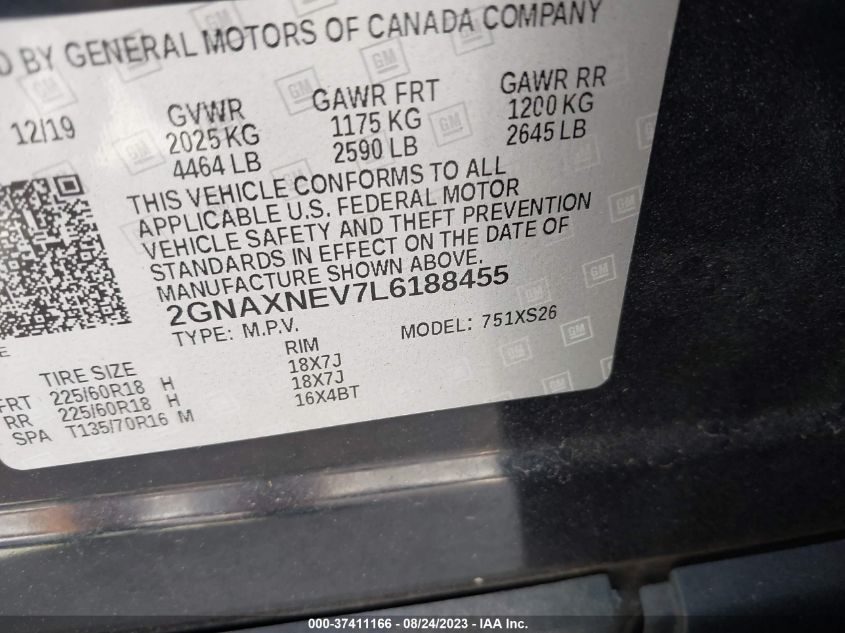 D BY GENERAL MOTORS OF CANADA COMPANY
12/19 GVWR GAWR FRT GAWR RR
2025 KG 1175 KG 1200 KG
4464 LB 2590 LB 2645 LB
THIS VEHICLE CONFORMS TO ALL
APPLICABLE U.S. FEDERAL MOTOR
VEHICLE SAFETY AND THEFT PREVENTION
STANDARDS IN EFFECT ON THE DATE OF
MANUFACTURE SHOWN ABOVE.
2GNAXNEV7L6188455
TYPE: M.P.V. MODEL: 751XS26
E TIRE SIZE RIM
FRT 225/60R18 H 18X7J
RR 225/60R18 H 18X7J
SPA T135/70R16 M 16X4BT
000-37411166 - 08/24/2023 - Copyright IAA, Inc.